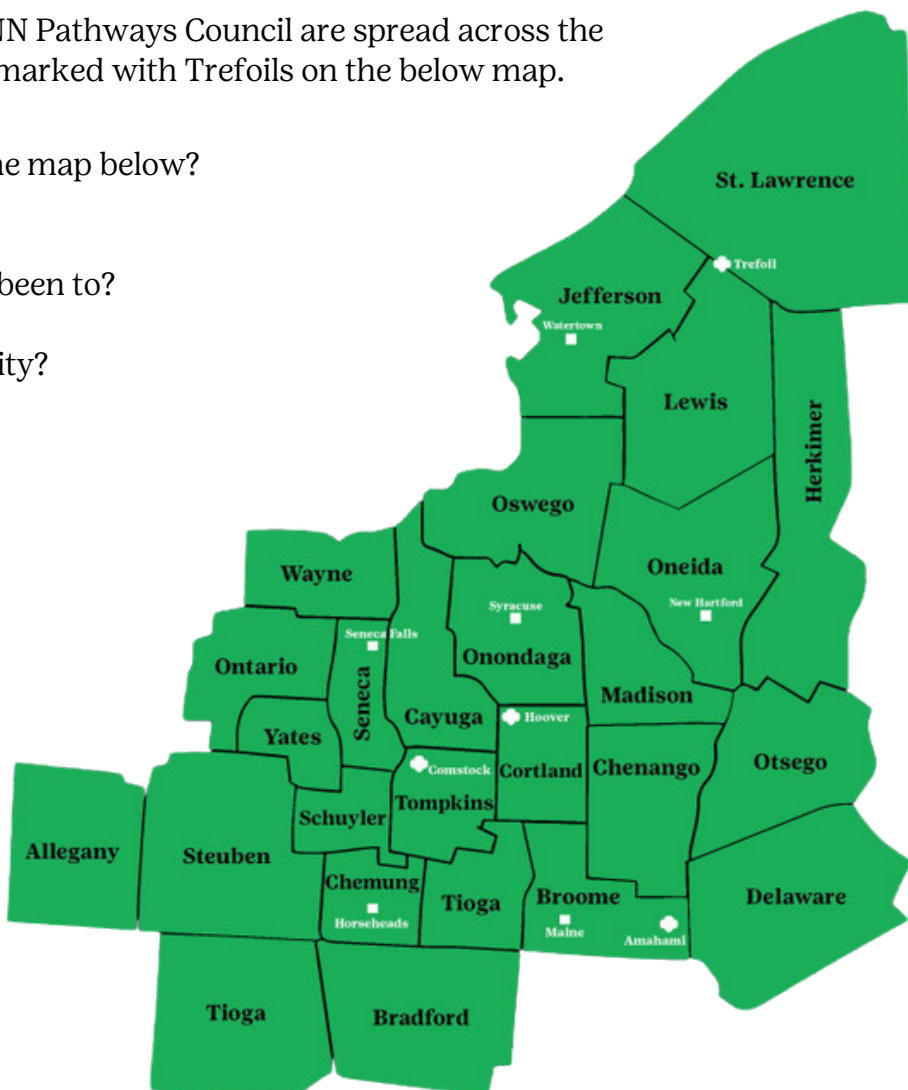 NN Pathways Council are spread across the
marked with Trefoils on the below map.
ne map below?
been to?
ity?
St. Lawrence
Trefoil
Jefferson
Watertown
Lewis
Herkimer
Oswego
Oneida
New Hartford
Wayne
Syracuse
Onondaga
Seneca Falls
Ontario
Seneca
Madison
Cayuga
Hoover
Yates
Otsego
Comstock
Cortland
Chenango
Tompkins
Schuyler
Allegany
Steuben
Chemung
Horseheads
Tioga
Broome
Maine
Amahami
Delaware
Tioga
Bradford